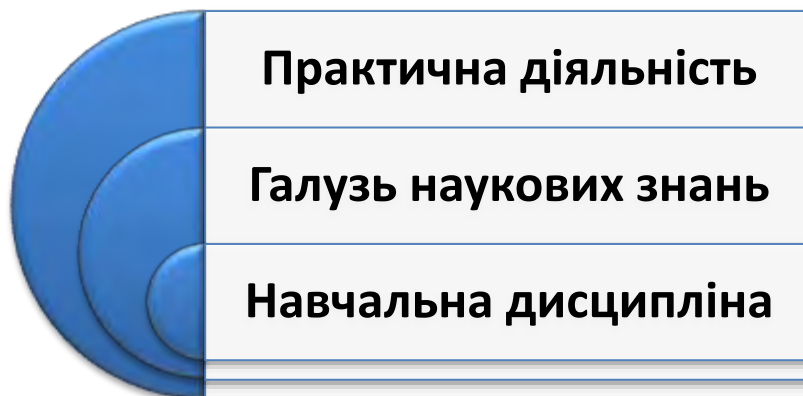 Практична діяльність
Галузь наукових знань
Навчальна дисципліна